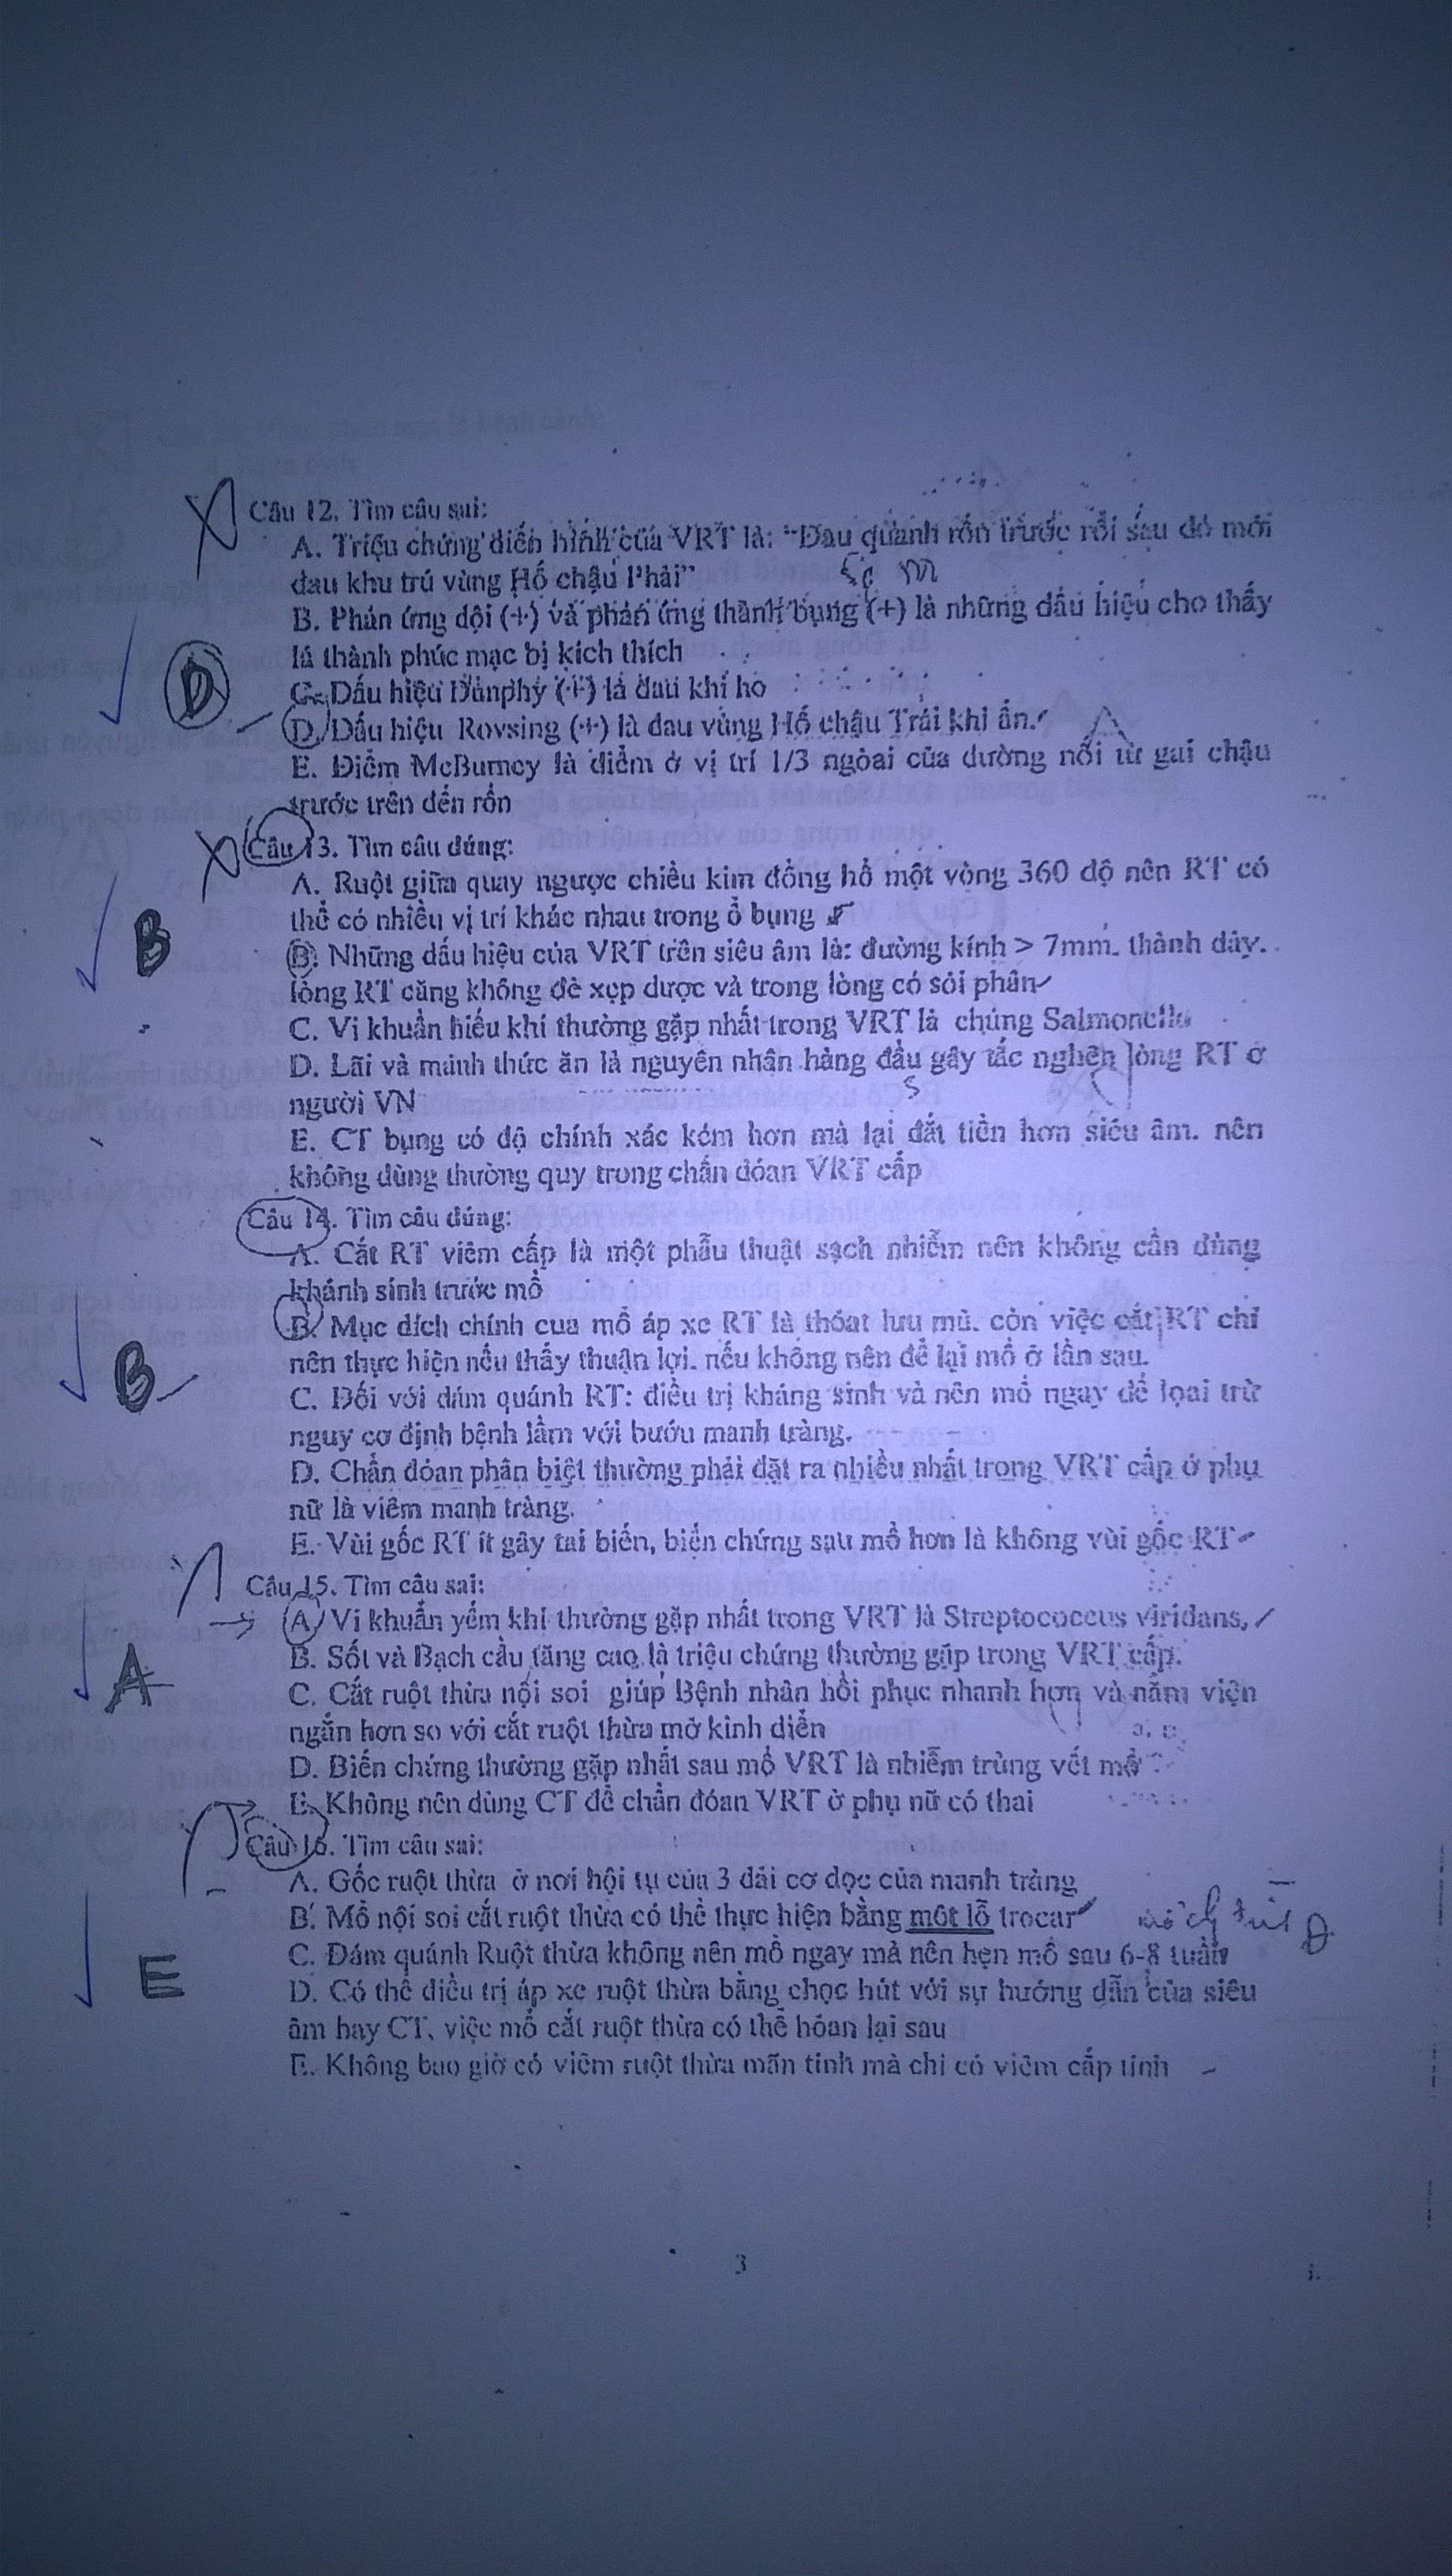 Câu 12. Tìm câu sai:
A. Triệu chứng điển hình của VRT là: "Đau quanh rốn trước rồi sau đó mới
đau khu trú vùng Hố chậu Phải"
B. Phản ứng dội (+) và phản ứng thành bụng (+) là những dấu hiệu cho thấy
lá thành phúc mạc bị kích thích
C. Dấu hiệu Dunphy (+) là đau khi ho
D. Dấu hiệu Rovsing (+) là đau vùng Hố chậu Trái khi ấn.
D
E. Điểm McBurney là điểm ở vị trí 1/3 ngòai của đường nối từ gai chậu
trước trên đến rốn
Câu 13. Tìm câu đúng:
A. Ruột giữa quay ngược chiều kim đồng hồ một vòng 360 độ nên RT có
thể có nhiều vị trí khác nhau trong ổ bụng
B
B. Những dấu hiệu của VRT trên siêu âm là: đường kính > 7mm. thành dày.
lòng RT căng không đè xẹp được và trong lòng có sỏi phân
C. Vi khuẩn hiếu khí thường gặp nhất trong VRT là chủng Salmonella
D. Lãi và mảnh thức ăn là nguyên nhân hàng đầu gây tắc nghẽn lòng RT ở
S
người VN
E. CT bụng có độ chính xác kém hơn mà lại đắt tiền hơn siêu âm. nên
không dùng thường quy trong chẩn đóan VRT cấp
Câu 14. Tìm câu đúng:
A. Cắt RT viêm cấp là một phẫu thuật sạch nhiễm nên không cần dùng
khánh sinh trước mổ
B. Mục đích chính cua mổ áp xe RT là thóat lưu mủ. còn việc cắt RT chỉ
nên thực hiện nếu thấy thuận lợi. nếu không nên để lại mổ ở lần sau.
B
C. Đối với đám quánh RT: điều trị kháng sinh và nên mổ ngay để lọai trừ
nguy cơ định bệnh lầm với bướu manh tràng.
D. Chẩn đóan phân biệt thường phải đặt ra nhiều nhất trong VRT cấp ở phụ
nữ là viêm manh tràng.
E. Vùi gốc RT ít gây tai biến, biến chứng sau mổ hơn là không vùi gốc RT
Câu 15. Tìm câu sai:
A. Vi khuẩn yếm khí thường gặp nhất trong VRT là Streptococcus viridans,
B. Sốt và Bạch cầu tăng cao là triệu chứng thường gặp trong VRT cấp.
A
C. Cắt ruột thừa nội soi giúp Bệnh nhân hồi phục nhanh hơn và nằm viện
ngắn hơn so với cắt ruột thừa mở kinh điển
D. Biến chứng thường gặp nhất sau mổ VRT là nhiễm trùng vết mổ
E. Không nên dùng CT để chẩn đóan VRT ở phụ nữ có thai
Câu 16. Tìm câu sai:
A. Gốc ruột thừa ở nơi hội tụ của 3 dải cơ dọc của manh tràng
B. Mổ nội soi cắt ruột thừa có thể thực hiện bằng một lỗ trocar
C. Đám quánh Ruột thừa không nên mổ ngay mà nên hẹn mổ sau 6-8 tuần
E
D. Có thể điều trị áp xe ruột thừa bằng chọc hút với sự hướng dẫn của siêu
âm hay CT, việc mổ cắt ruột thừa có thể hóan lại sau
E. Không bao giờ có viêm ruột thừa mãn tính mà chỉ có viêm cấp tính
3